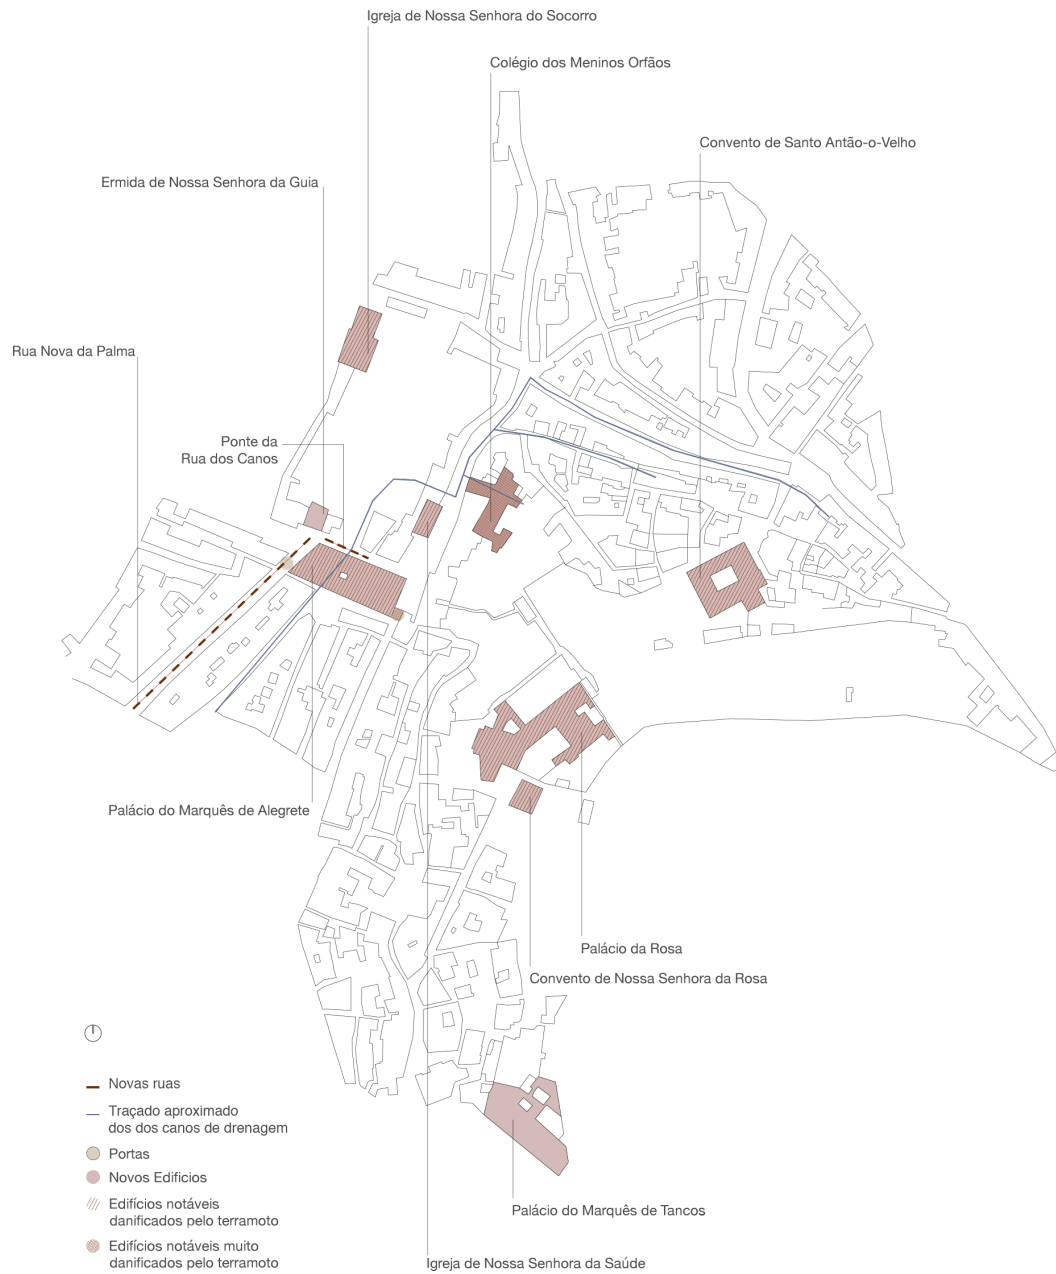 Igreja de Nossa Senhora do Socorro
Colégio dos Meninos Orfãos
Convento de Santo Antão-o-Velho
Ermida de Nossa Senhora da Guia
Rua Nova da Palma
Ponte da
Rua dos Canos
Palácio do Marquês de Alegrete
Palácio da Rosa
Convento de Nossa Senhora da Rosa
Novas ruas
Traçado aproximado
dos dos canos de drenagem
Portas
Novos Edificios
Edifícios notáveis
danificados pelo terramoto
Edifícios notáveis muito
danificados pelo terramoto
Palácio do Marquês de Tancos
Igreja de Nossa Senhora da Saúde